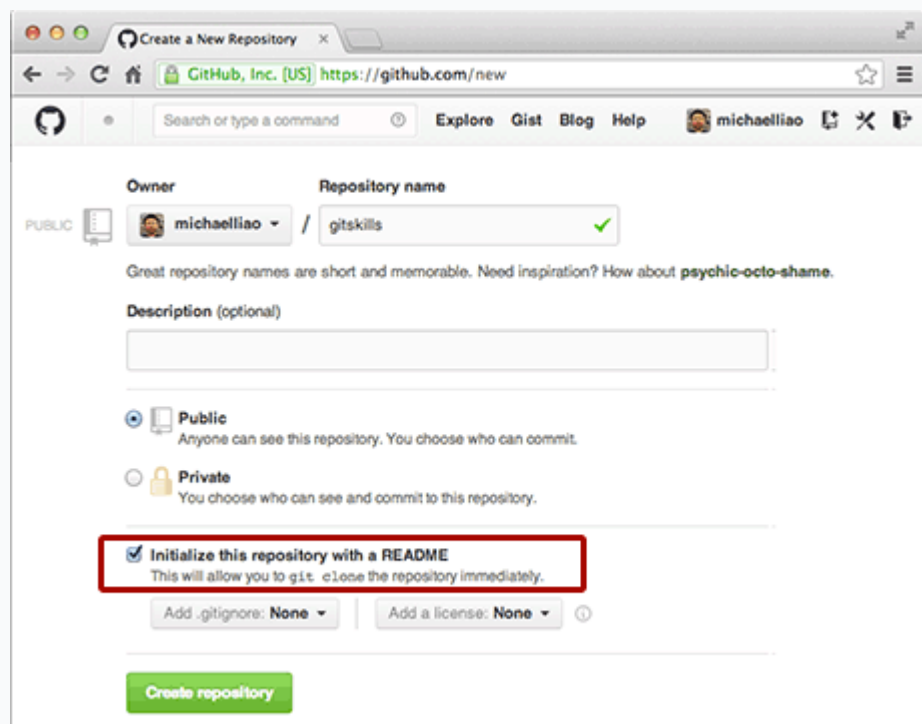 Create a New Repository ×
GitHub, Inc. [US] https://github.com/new
Search or type a command Explore Gist Blog Help michaelliao
Owner Repository name
PUBLIC michaelliao / gitskills
Great repository names are short and memorable. Need inspiration? How about psychic-octo-shame.
Description (optional)
Public
Anyone can see this repository. You choose who can commit.
Private
You choose who can see and commit to this repository.
Initialize this repository with a README
This will allow you to git clone the repository immediately.
Add .gitignore: None Add a license: None
Create repository